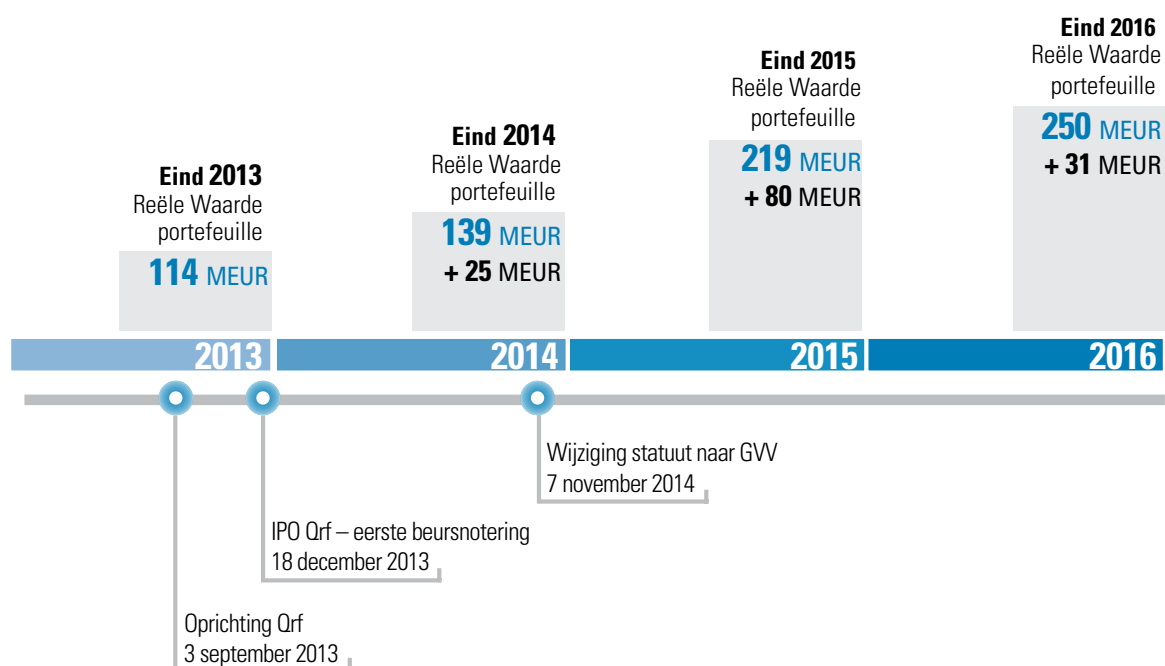 Eind 2013
Reële Waarde
portefeuille
114 MEUR
Eind 2014
Reële Waarde
portefeuille
139 MEUR
+ 25 MEUR
Eind 2015
Reële Waarde
portefeuille
219 MEUR
+ 80 MEUR
Eind 2016
Reële Waarde
portefeuille
250 MEUR
+ 31 MEUR
2013
2014
2015
2016
Wijziging statuut naar GVV
7 november 2014
IPO Qrf – eerste beursnotering
18 december 2013
Oprichting Qrf
3 september 2013